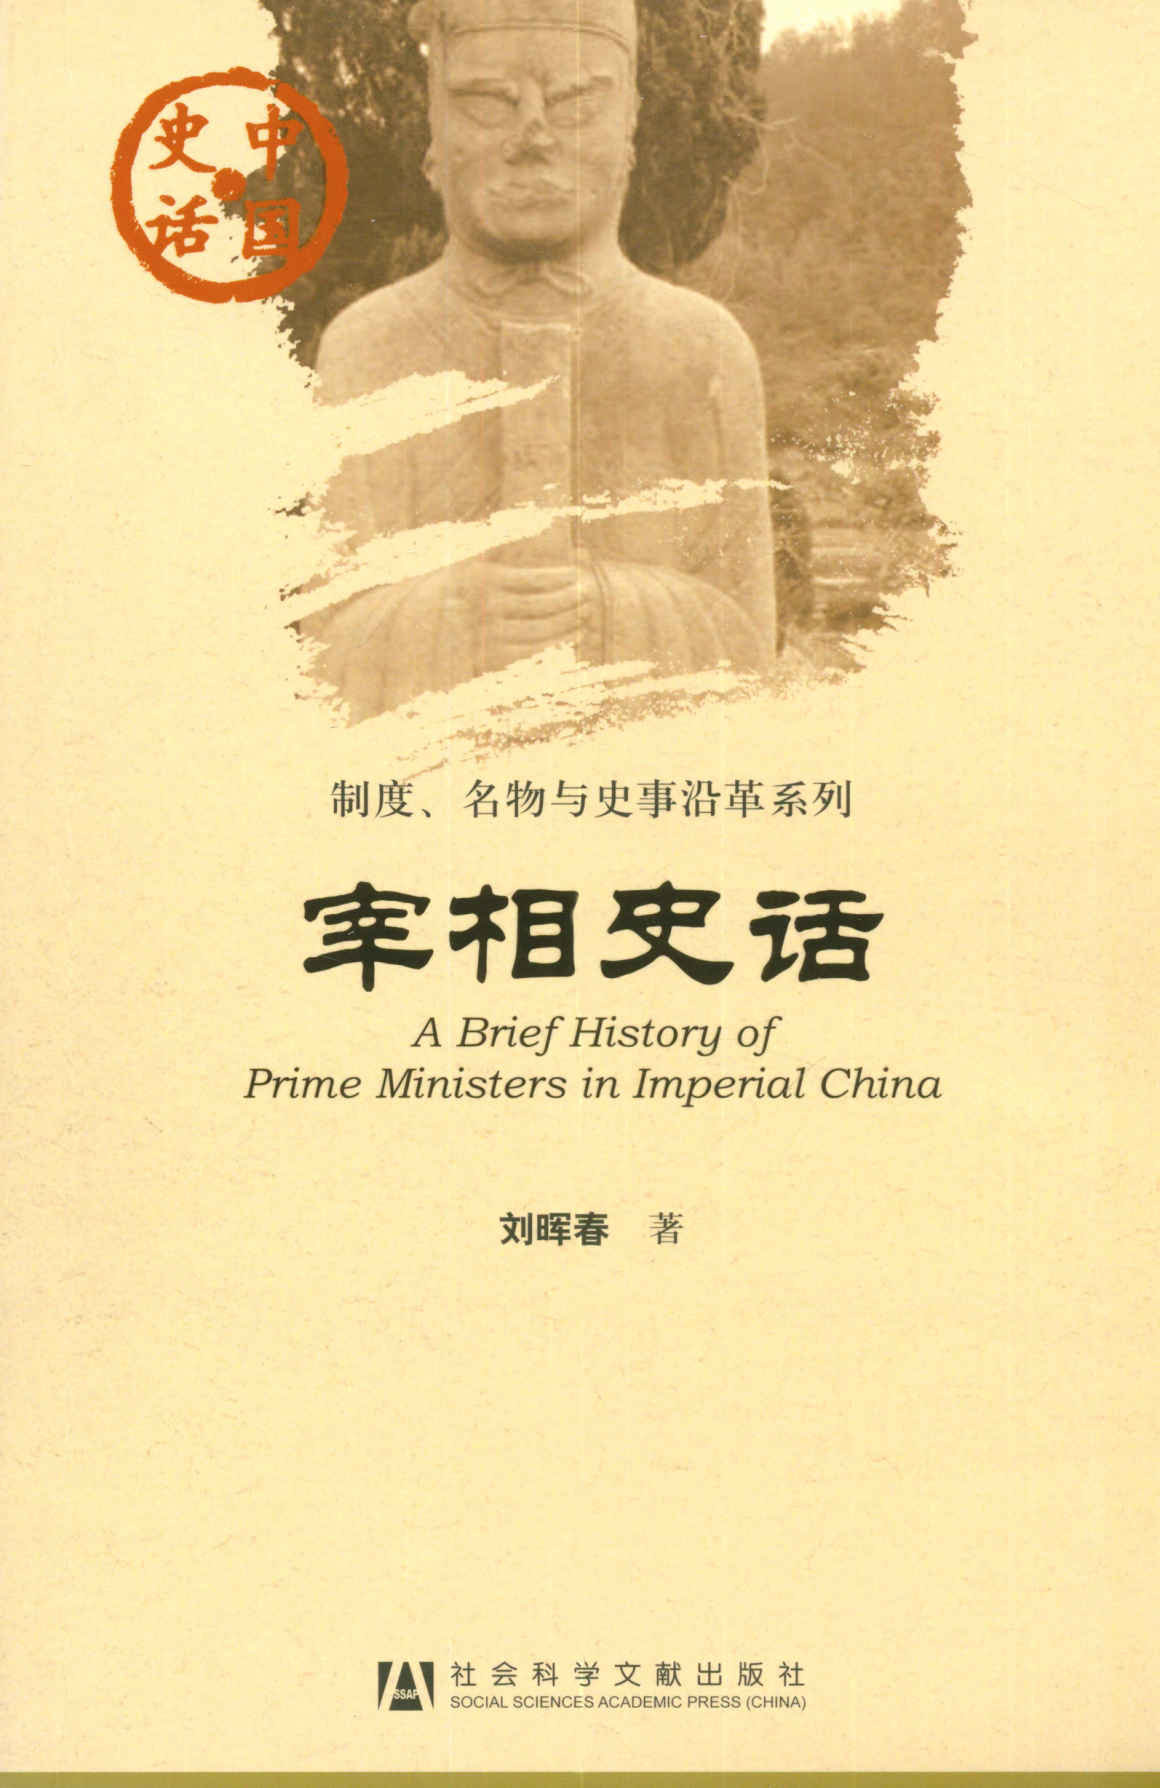 中国
史话
制度、名物与史事沿革系列
宰相史话
A Brief History of
Prime Ministers in Imperial China
刘晖春 著
SSAP
社会科学文献出版社
SOCIAL SCIENCES ACADEMIC PRESS (CHINA)